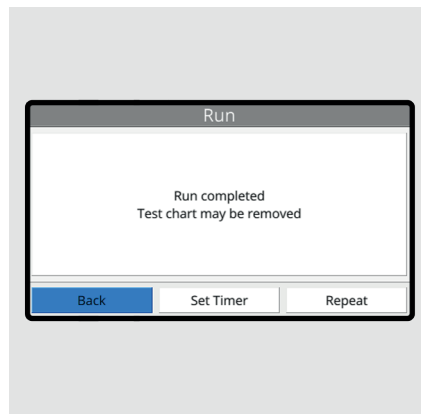 Run
Run completed
Test chart may be removed
Back
Set Timer
Repeat